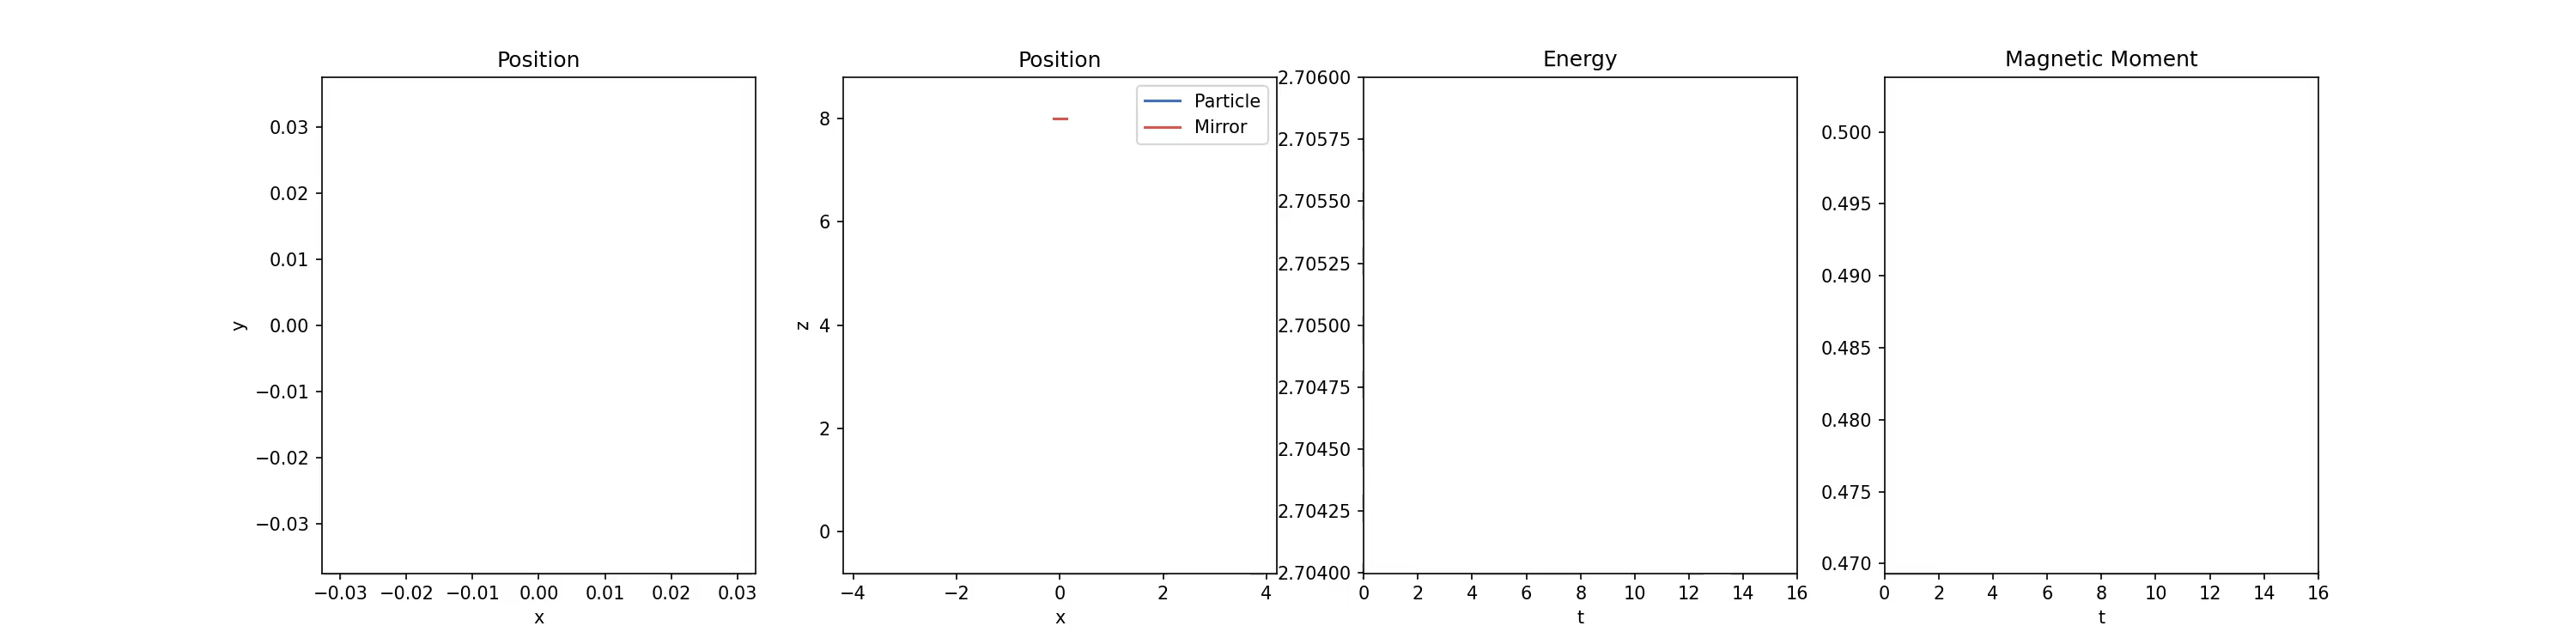 Position
0.03
0.02
0.01
0.00
−0.01
−0.02
−0.03
y
−0.03 −0.02 −0.01 0.00 0.01 0.02 0.03
x
Position
Particle
Mirror
8
6
4
2
0
z
−4 −2 0 2 4
x
Energy
2.70600
2.70575
2.70550
2.70525
2.70500
2.70475
2.70450
2.70425
2.70400
0 2 4 6 8 10 12 14 16
t
Magnetic Moment
0.500
0.495
0.490
0.485
0.480
0.475
0.470
0 2 4 6 8 10 12 14 16
t